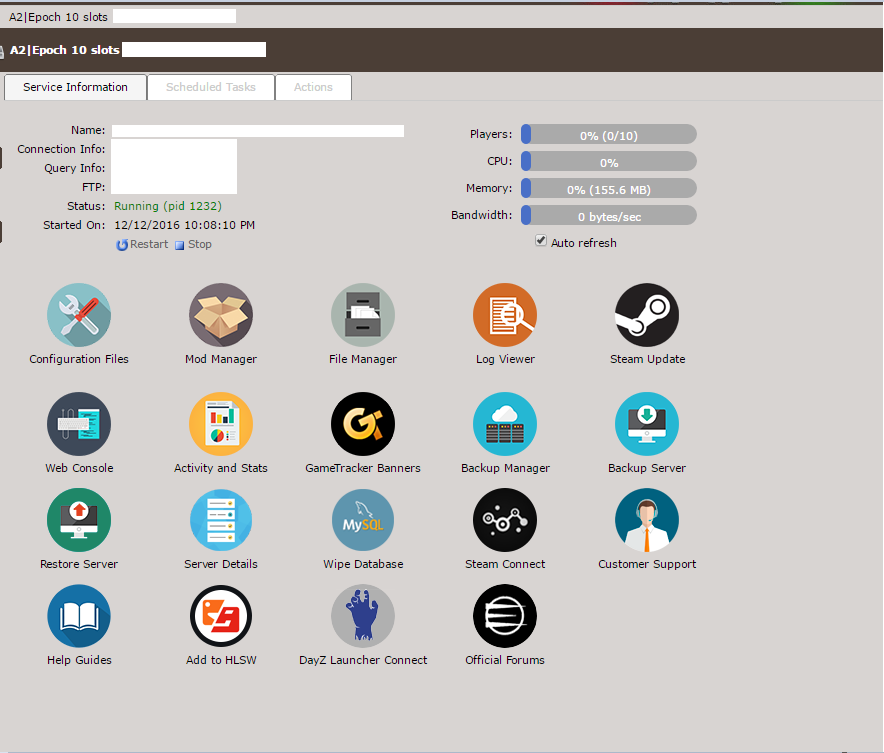 A2|Epoch 10 slots
A2|Epoch 10 slots
Service Information Scheduled Tasks Actions
Name:
Connection Info:
Query Info:
FTP:
Status: Running (pid 1232)
Started On: 12/12/2016 10:08:10 PM
Restart Stop
Players: 0% (0/10)
CPU: 0%
Memory: 0% (155.6 MB)
Bandwidth: 0 bytes/sec
Auto refresh
Configuration Files Mod Manager File Manager Log Viewer Steam Update
MySQL
Web Console Activity and Stats GameTracker Banners Backup Manager Backup Server
Restore Server Server Details Wipe Database Steam Connect Customer Support
Help Guides Add to HLSW DayZ Launcher Connect Official Forums